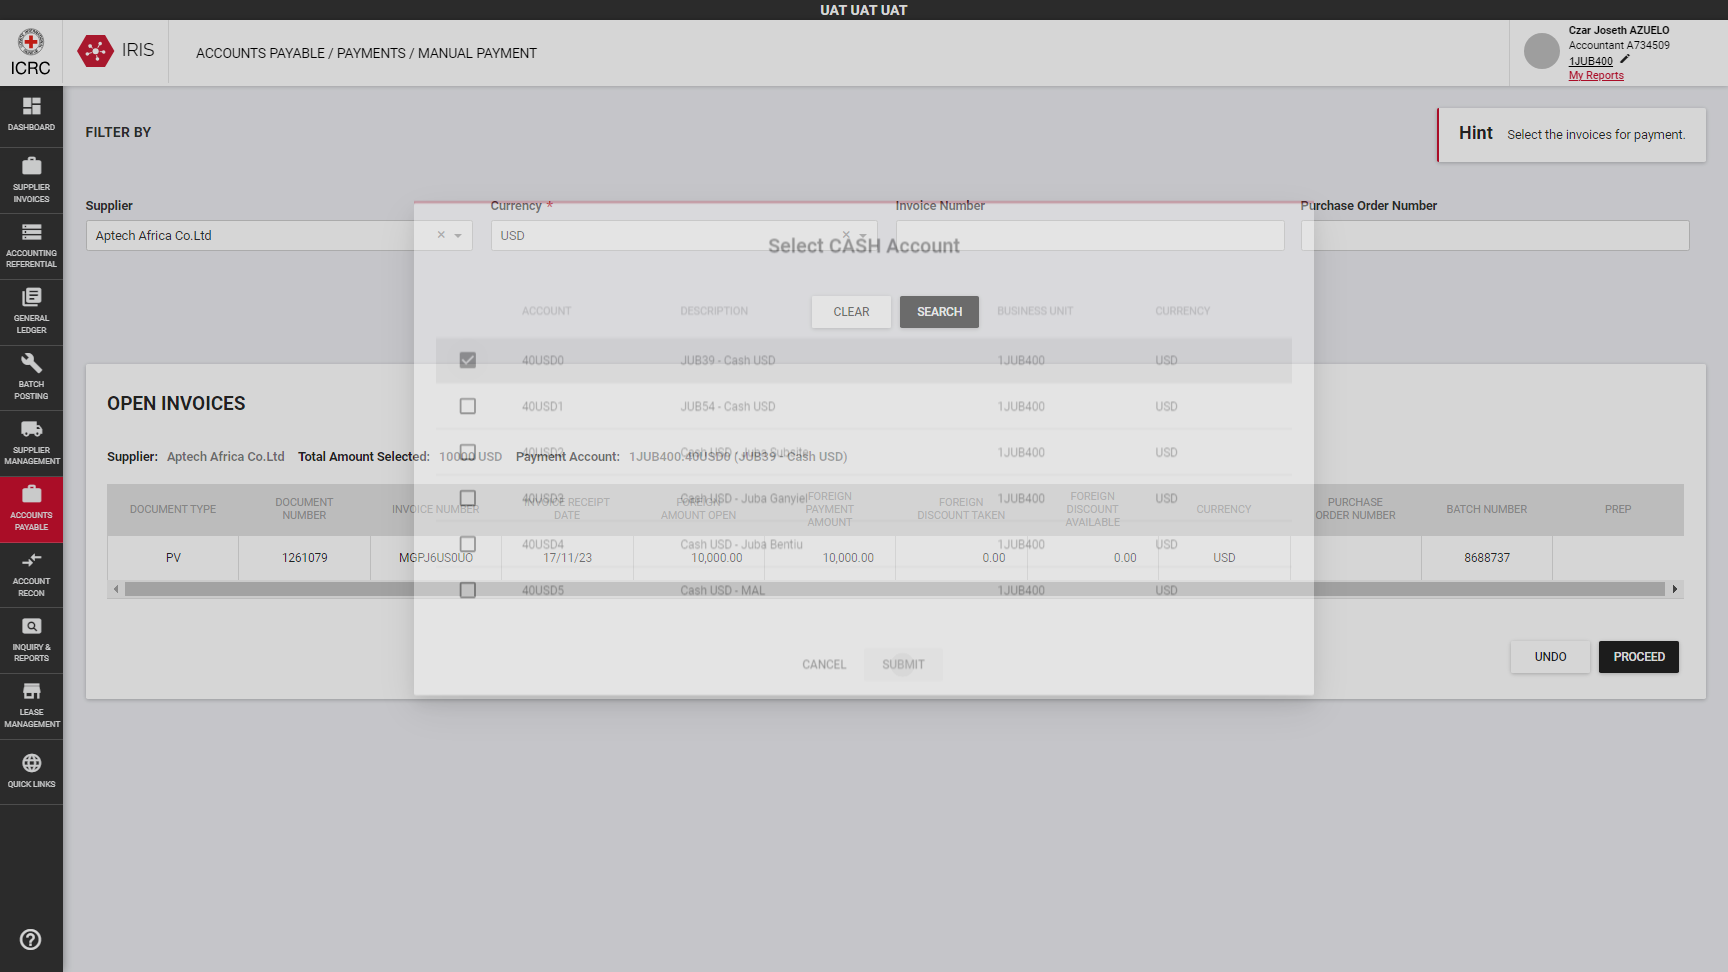 UAT UAT UAT
ICRC
IRIS
ACCOUNTS PAYABLE / PAYMENTS / MANUAL PAYMENT
Czar Joseth AZUELO
Accountant A734509
1JUB400
My Reports
DASHBOARD
SUPPLIER
INVOICES
ACCOUNTING
REFERENTIAL
GENERAL
LEDGER
BATCH
POSTING
SUPPLIER
MANAGEMENT
ACCOUNTS
PAYABLE
ACCOUNT
RECON
INQUIRY &
REPORTS
LEASE
MANAGEMENT
QUICK LINKS
FILTER BY
Hint Select the invoices for payment.
Supplier Currency * Invoice Number Purchase Order Number
Aptech Africa Co.Ltd USD
Select CASH Account
CLEAR SEARCH
ACCOUNT DESCRIPTION BUSINESS UNIT CURRENCY
40USD0 JUB39 - Cash USD 1JUB400 USD
40USD1 JUB54 - Cash USD 1JUB400 USD
Cash USD - Juba Subsite 1JUB400 USD
40USD3 Cash USD - Juba Ganyiel 1JUB400 USD
40USD4 Cash USD - Juba Bentiu 1JUB400 USD
40USD5 Cash USD - MAL 1JUB400 USD
CANCEL SUBMIT
OPEN INVOICES
Supplier: Aptech Africa Co.Ltd Total Amount Selected: 10000 USD Payment Account: 1JUB400.40USD0 (JUB39 - Cash USD)
DOCUMENT TYPE
DOCUMENT
NUMBER
INVOICE NUMBER
INVOICE RECEIPT
DATE
FOREIGN
AMOUNT OPEN
FOREIGN
PAYMENT
AMOUNT
FOREIGN
DISCOUNT TAKEN
FOREIGN
DISCOUNT
AVAILABLE
CURRENCY
PURCHASE
ORDER NUMBER
BATCH NUMBER
PREP
PV 1261079 MGPJ6US0UO 17/11/23 10,000.00 10,000.00 0.00 0.00 USD 8688737
UNDO PROCEED